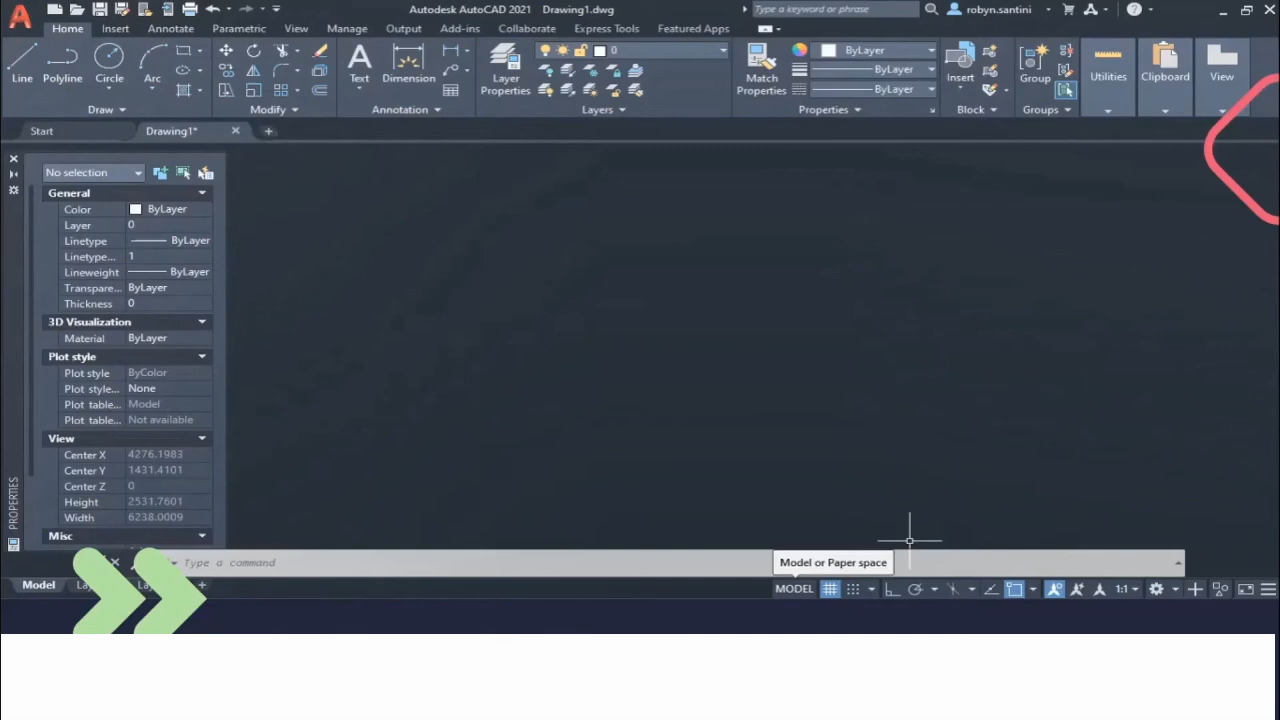 Autodesk AutoCAD 2021 Drawing1.dwg
Type a keyword or phrase
robyn.santini
Home Insert Annotate Parametric View Manage Output Add-ins Collaborate Express Tools Featured Apps
0
ByLayer
ByLayer
ByLayer
Line Polyline Circle Arc Text Dimension Layer Properties Match Properties Insert Group Utilities Clipboard View
Draw Modify Annotation Layers Properties Block Groups
Start Drawing1*
No selection
General
Color ByLayer
Layer 0
Linetype ByLayer
Linetype... 1
Lineweight ByLayer
Transpare... ByLayer
Thickness 0
3D Visualization
Material ByLayer
Plot style
Plot style ByColor
Plot style... None
Plot table... Model
Plot table... Not available
View
Center X 4276.1983
Center Y 1431.4101
Center Z 0
Height 2531.7601
Width 6238.0009
Misc
PROPERTIES
Type a command
Model or Paper space
Model
MODEL 1:1